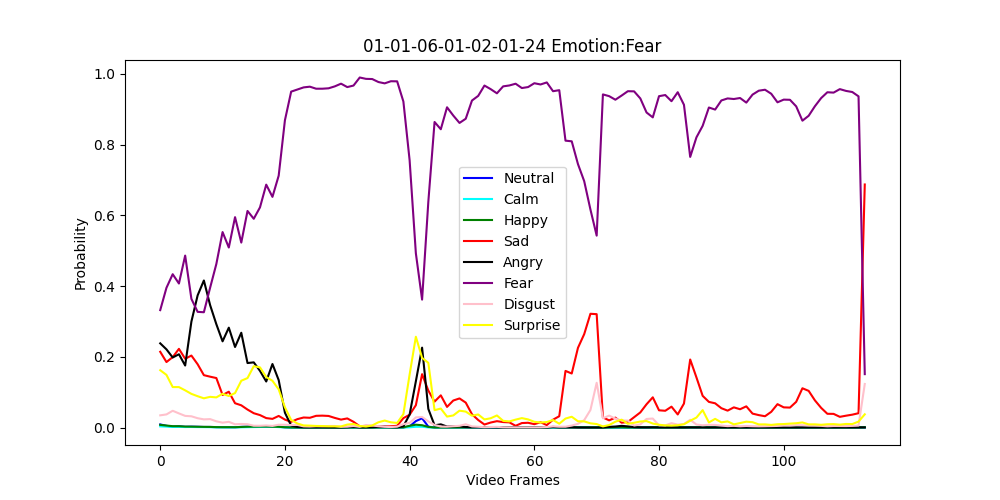 01-01-06-01-02-01-24 Emotion:Fear
1.0
0.8
0.6
0.4
0.2
0.0
Probability
Neutral
Calm
Happy
Sad
Angry
Fear
Disgust
Surprise
0 20 40 60 80 100
Video Frames